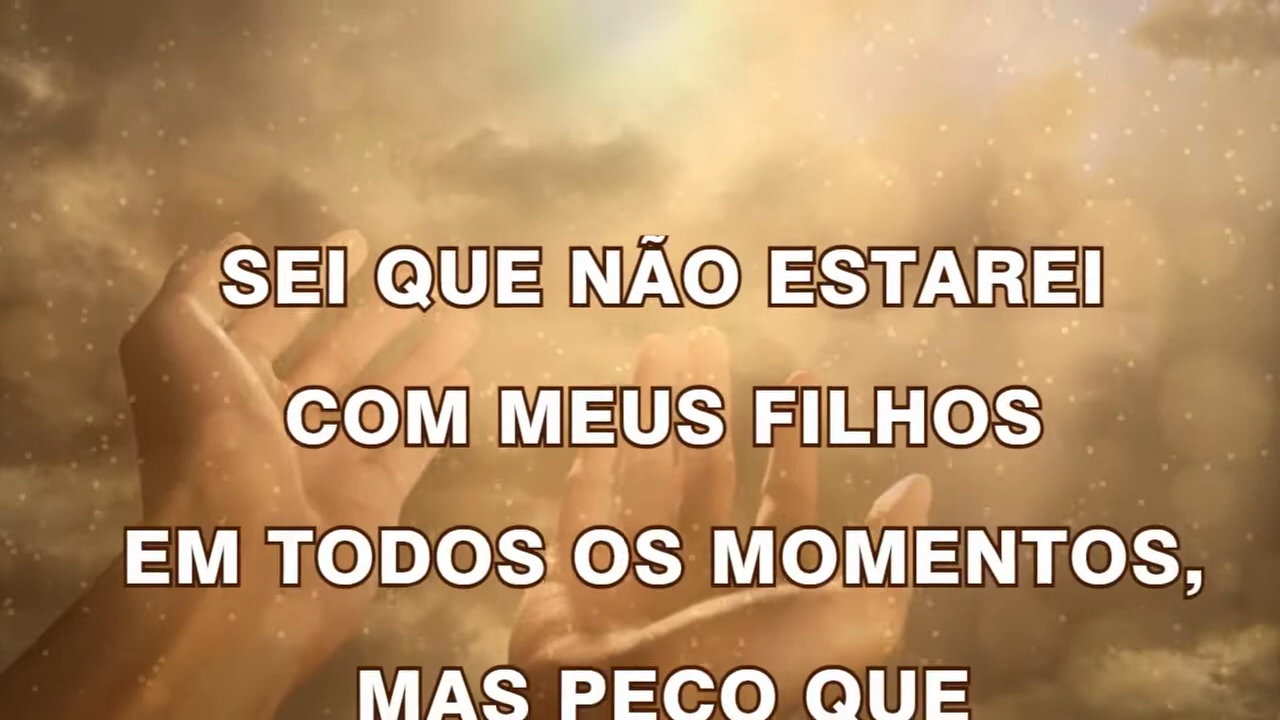 SEI QUE NÃO ESTAREI
COM MEUS FILHOS
EM TODOS OS MOMENTOS,
MAS PEÇO QUE